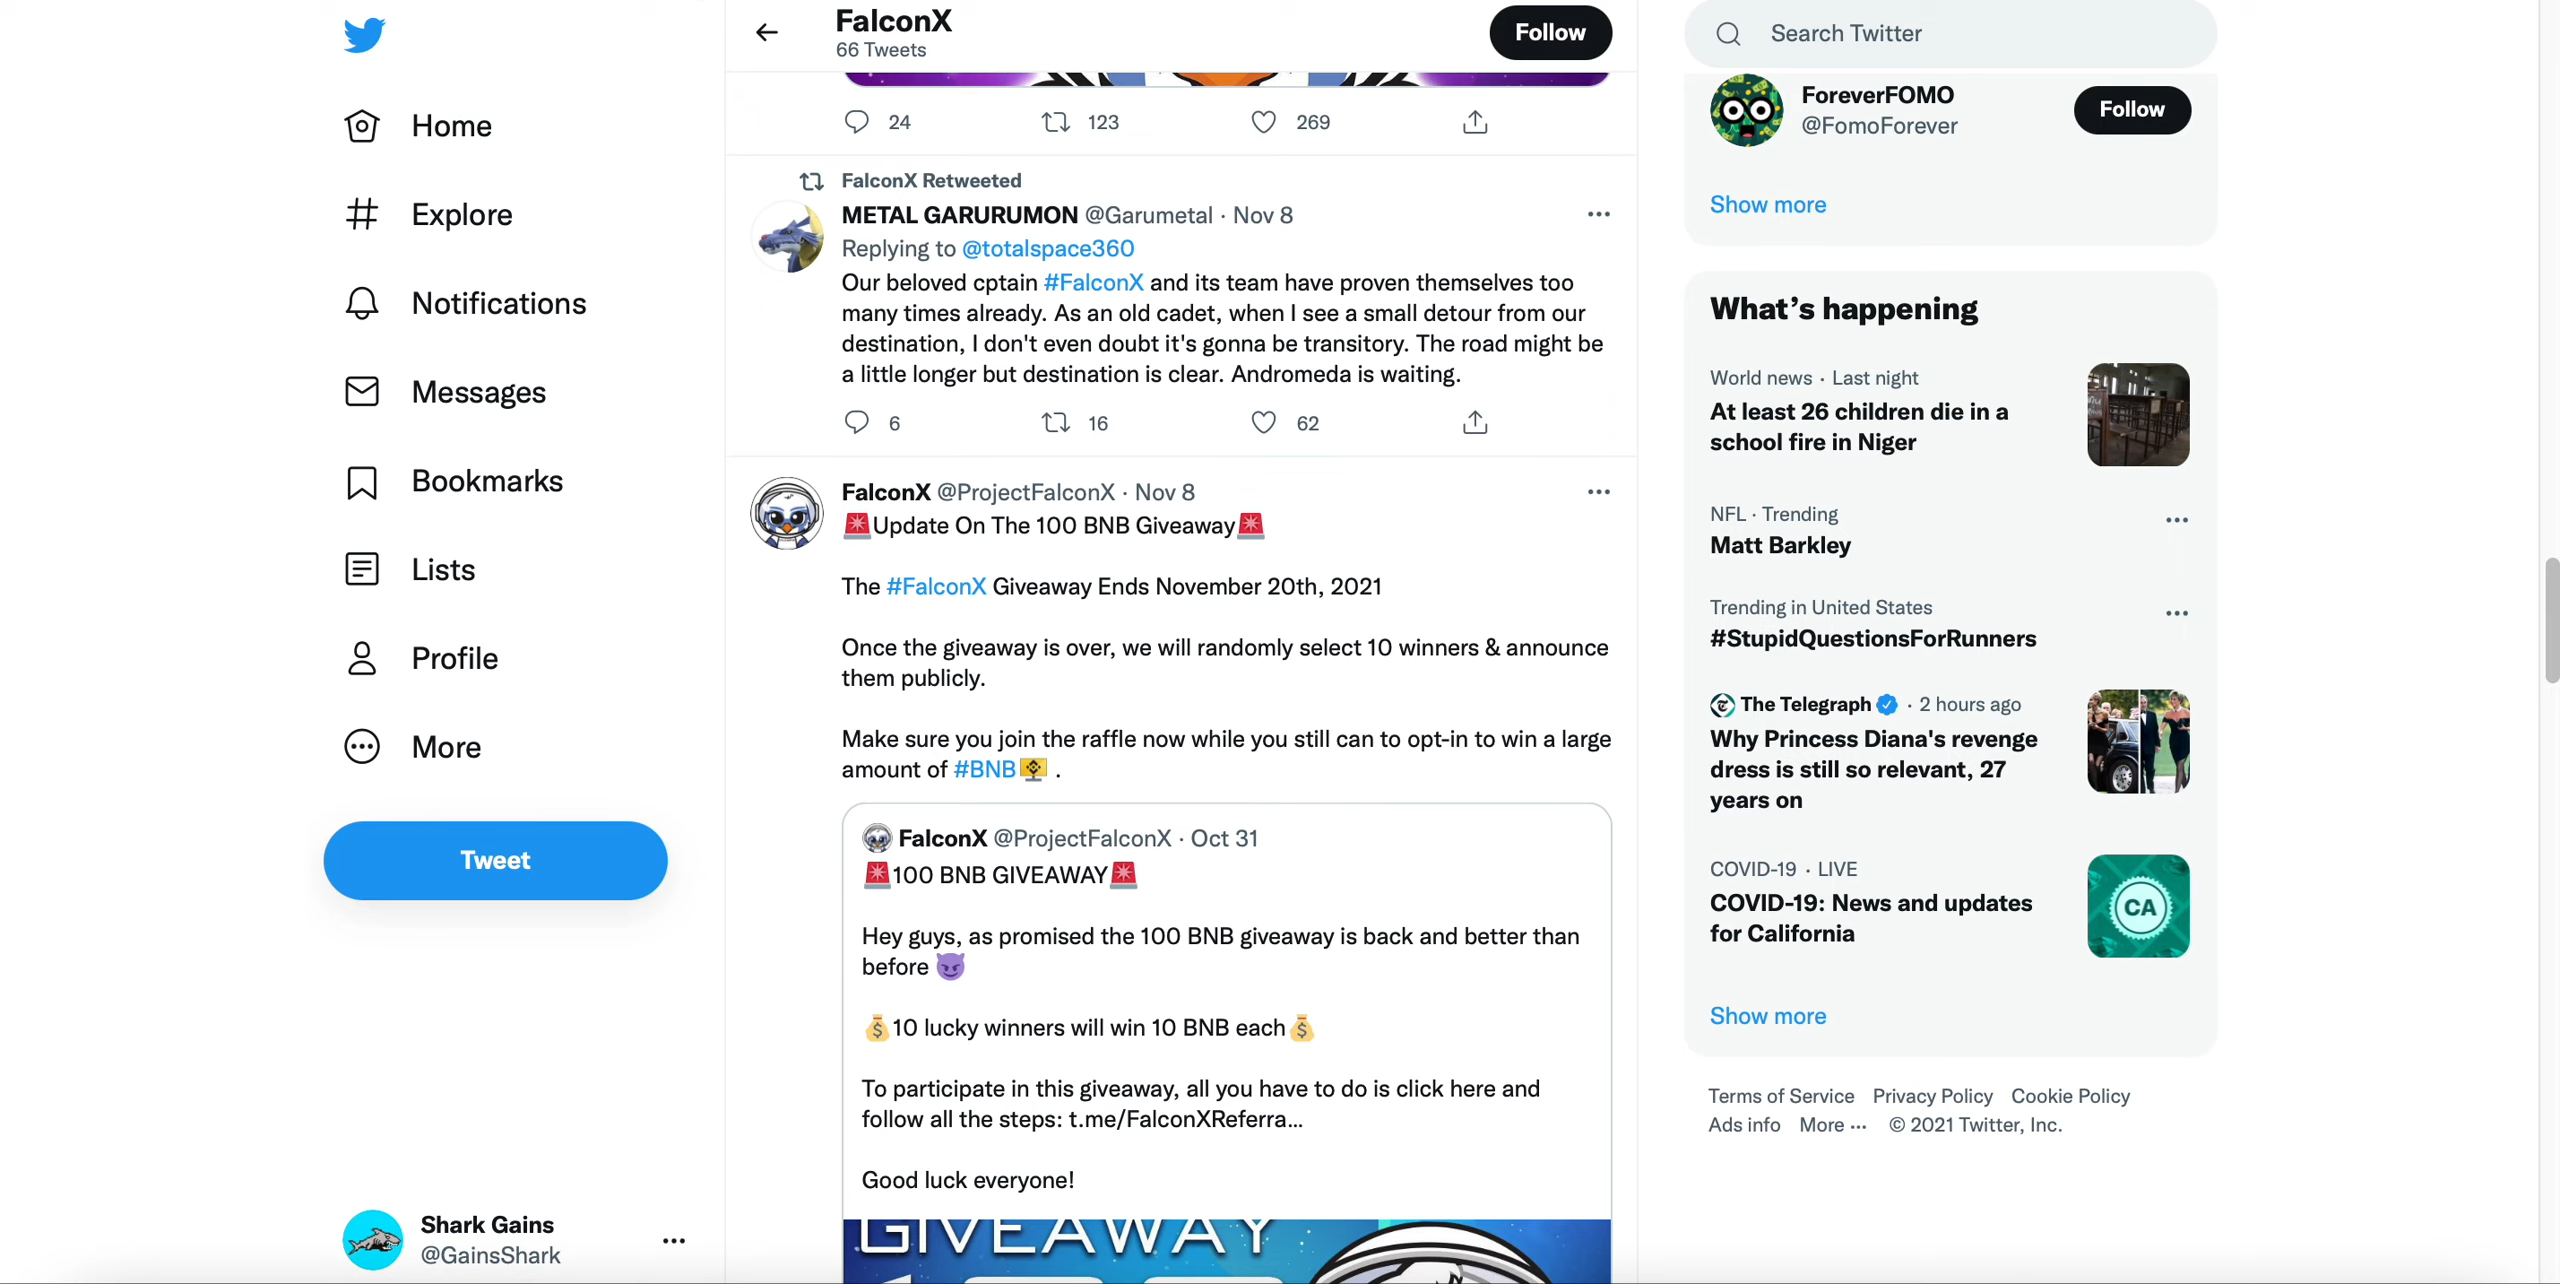 Home
Explore
Notifications
Messages
Bookmarks
Lists
Profile
More
Tweet
Shark Gains
@GainsShark
FalconX
66 Tweets
Follow
24 123 269
FalconX Retweeted
METAL GARURUMON @Garumetal · Nov 8
Replying to @totalspace360
Our beloved cptain #FalconX and its team have proven themselves too
many times already. As an old cadet, when I see a small detour from our
destination, I don't even doubt it's gonna be transitory. The road might be
a little longer but destination is clear. Andromeda is waiting.
6 16 62
FalconX @ProjectFalconX · Nov 8
🚨Update On The 100 BNB Giveaway🚨
The #FalconX Giveaway Ends November 20th, 2021
Once the giveaway is over, we will randomly select 10 winners & announce
them publicly.
Make sure you join the raffle now while you still can to opt-in to win a large
amount of #BNB .
FalconX @ProjectFalconX · Oct 31
🚨100 BNB GIVEAWAY🚨
Hey guys, as promised the 100 BNB giveaway is back and better than
before 😈
💰10 lucky winners will win 10 BNB each💰
To participate in this giveaway, all you have to do is click here and
follow all the steps: t.me/FalconXReferra...
Good luck everyone!
GIVEAWAY
Search Twitter
ForeverFOMO
@FomoForever
Follow
Show more
What's happening
World news · Last night
At least 26 children die in a
school fire in Niger
NFL · Trending
Matt Barkley
Trending in United States
#StupidQuestionsForRunners
The Telegraph · 2 hours ago
Why Princess Diana's revenge
dress is still so relevant, 27
years on
COVID-19 · LIVE
COVID-19: News and updates
for California
CA
Show more
Terms of Service Privacy Policy Cookie Policy
Ads info More ··· © 2021 Twitter, Inc.